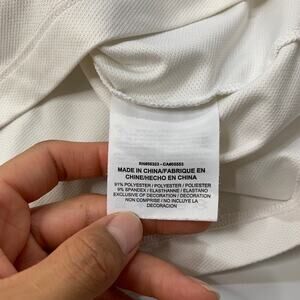 RN#56323 - CA#05553
MADE IN CHINA/FABRIQUE EN
CHINE/HECHO EN CHINA
91% POLYESTER / POLYESTER / POLIESTER
9% SPANDEX / ELASTHANNE / ELASTANO
EXCLUSIVE OF DECORATION / DECORATION
NON COMPRISE / NO INCLUYE LA
DECORACION